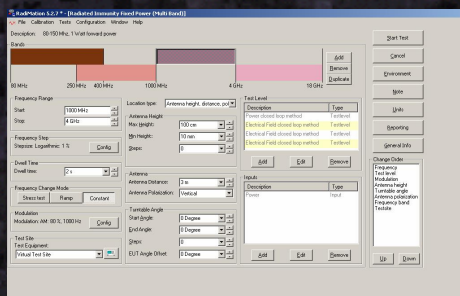 RadiMation 5.2.7 * - [Radiated Immunity Fixed Power (Multi Band)]
File Calibration Tests Configuration Window Help
Description: 80-150 Mhz, 1 Watt forward power
Bands
80 MHz 250 MHz 400 MHz 1000 MHz 4 GHz 18 GHz
Add
Remove
Duplicate
Frequency Range
Start 1000 MHz
Stop 4 GHz
Frequency Step
Stepsize: Logarithmic 1 %
Config
Dwell Time
Dwell time: 2 s
Frequency Change Mode
Stress test Ramp Constant
Modulation
Modulation: AM: 80 %, 1000 Hz
Config
Test Site
Test Equipment:
Virtual Test Site
Location type: Antenna height, distance, pol
Antenna Height
Max Height: 100 cm
Min Height: 10 mm
Steps: 0
Antenna
Antenna Distance: 3 m
Antenna Polarization: Vertical
Turntable Angle
Start Angle: 0 Degree
End Angle: 0 Degree
Steps 0
EUT Angle Offset: 0 Degree
Test Level
Description Type
Power closed loop method Testlevel
Electrical Field closed loop method Testlevel
Electrical Field closed loop method Testlevel
Electrical Field closed loop method Testlevel
Add Edit Remove
Inputs
Description Type
Power Input
Add Edit Remove
Start Test
Cancel
Environment
Note
Units
Reporting
General Info
Change Order
Frequency
Test level
Modulation
Antenna height
Turntable angle
Antenna polarization
Frequency band
Testsite
Up Down